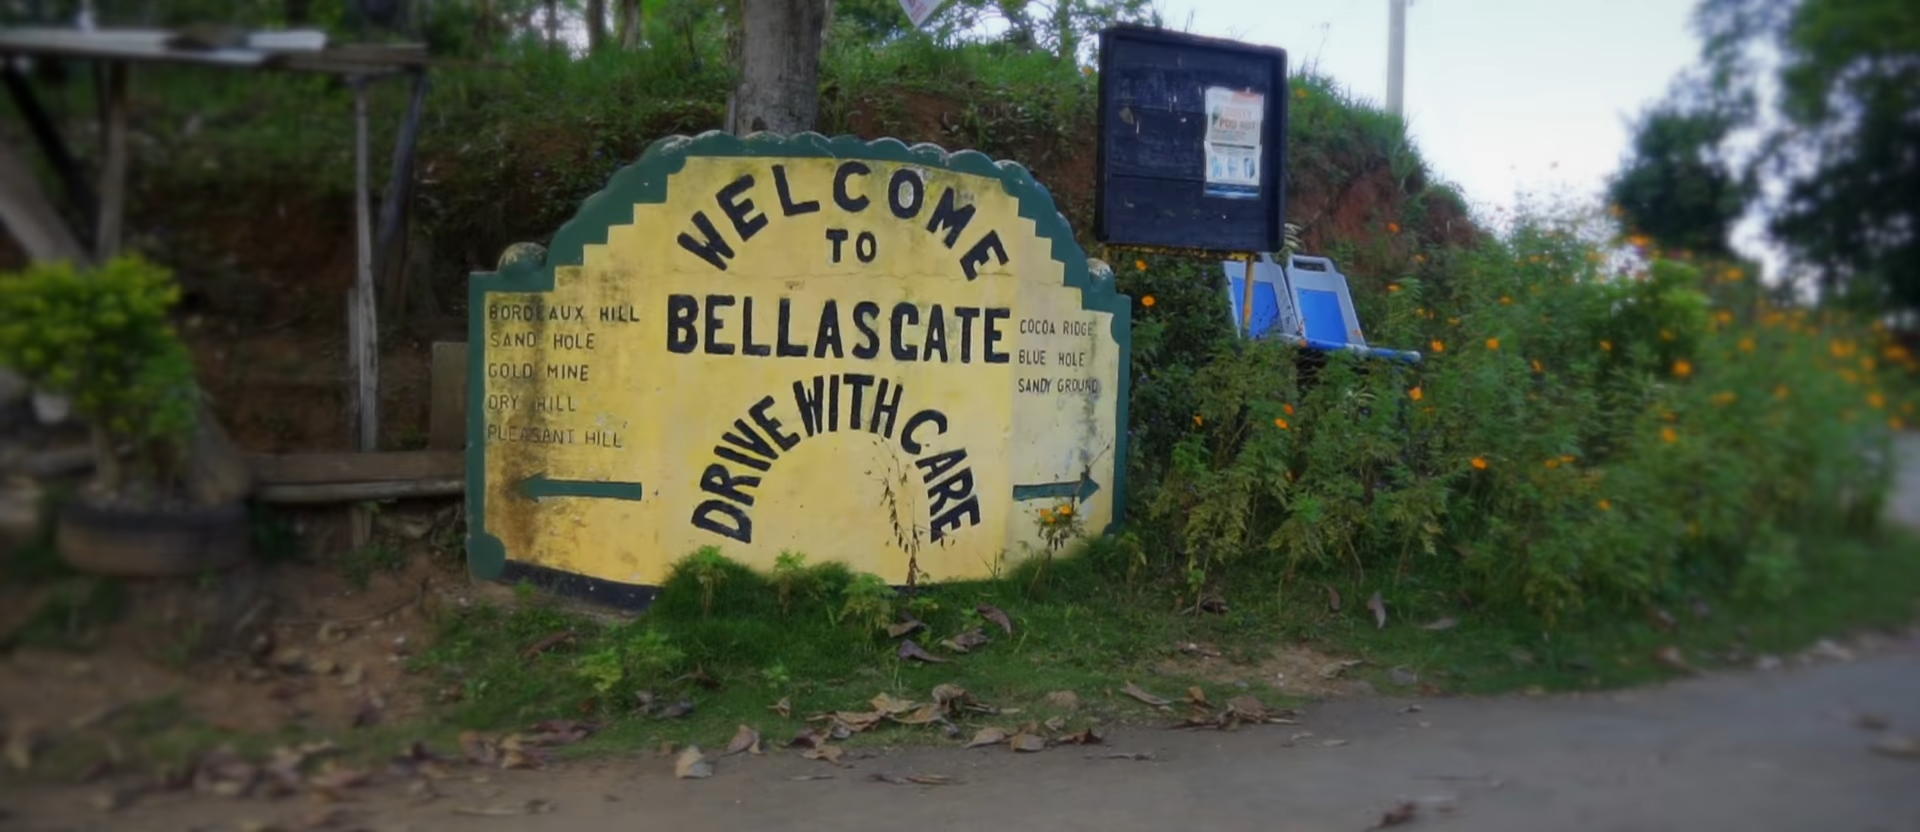 WELCOME
TO
BELLASGATE
DRIVE WITH CARE
BORDEAUX HILL
SAND HOLE
GOLD MINE
DRY HILL
PLEASANT HILL
COCOA RIDGE
BLUE HOLE
SANDY GROUND